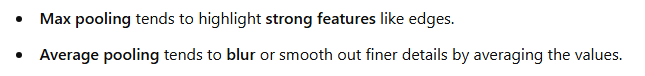 • Max pooling tends to highlight strong features like edges.
• Average pooling tends to blur or smooth out finer details by averaging the values.